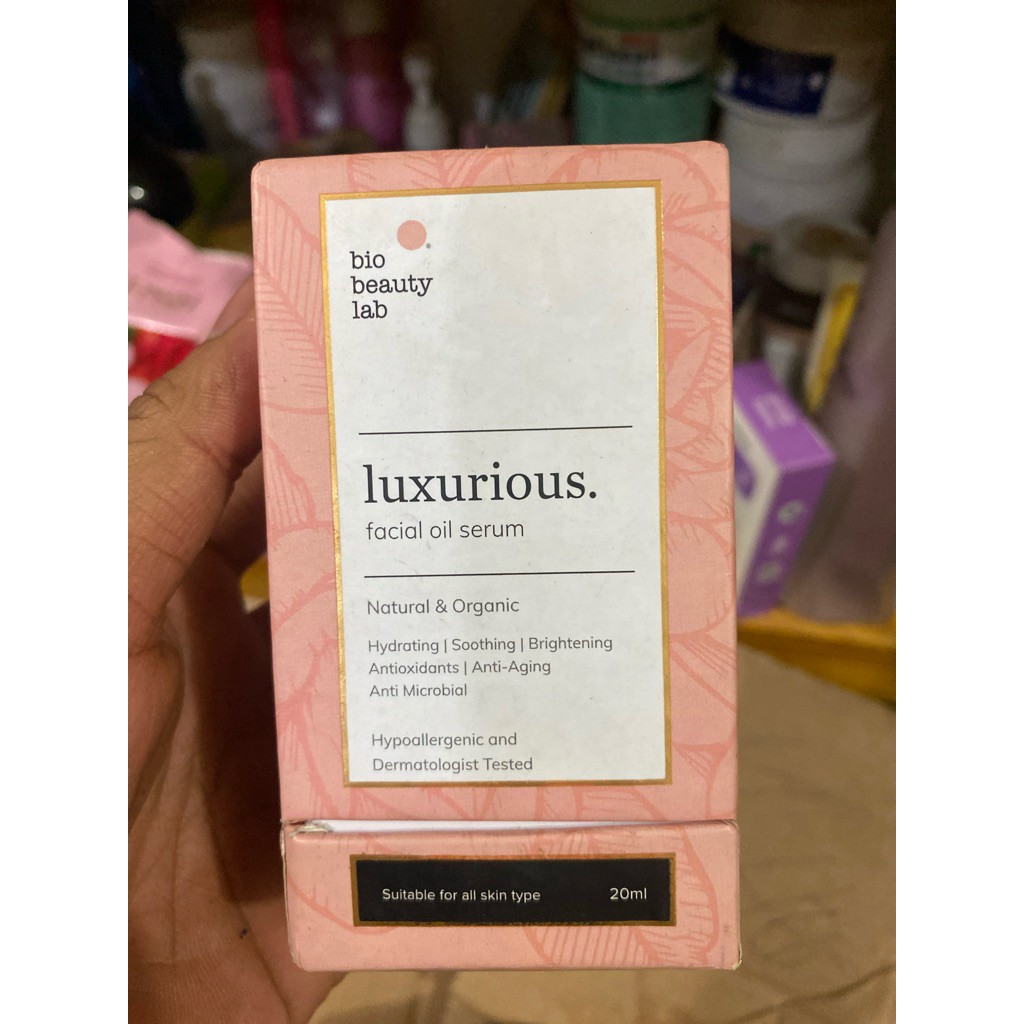 bio
beauty
lab
luxurious.
facial oil serum
Natural & Organic
Hydrating | Soothing | Brightening
Antioxidants | Anti-Aging
Anti Microbial
Hypoallergenic and
Dermatologist Tested
Suitable for all skin type 20ml